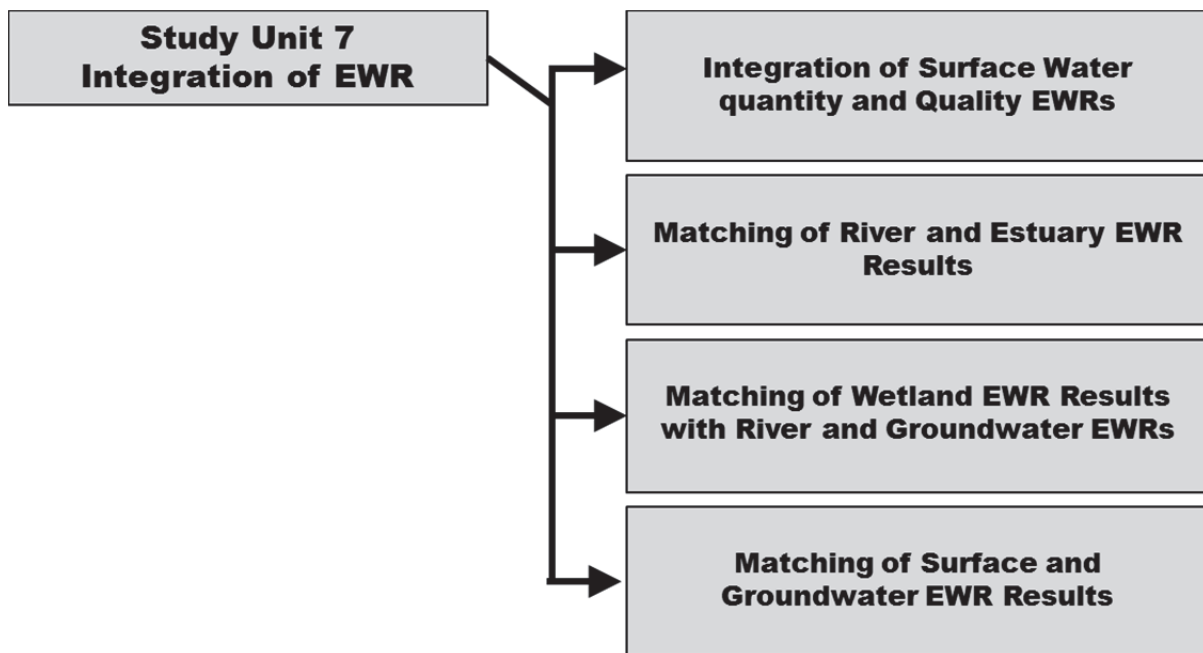 Study Unit 7
Integration of EWR
Integration of Surface Water
quantity and Quality EWRs
Matching of River and Estuary EWR
Results
Matching of Wetland EWR Results
with River and Groundwater EWRs
Matching of Surface and
Groundwater EWR Results